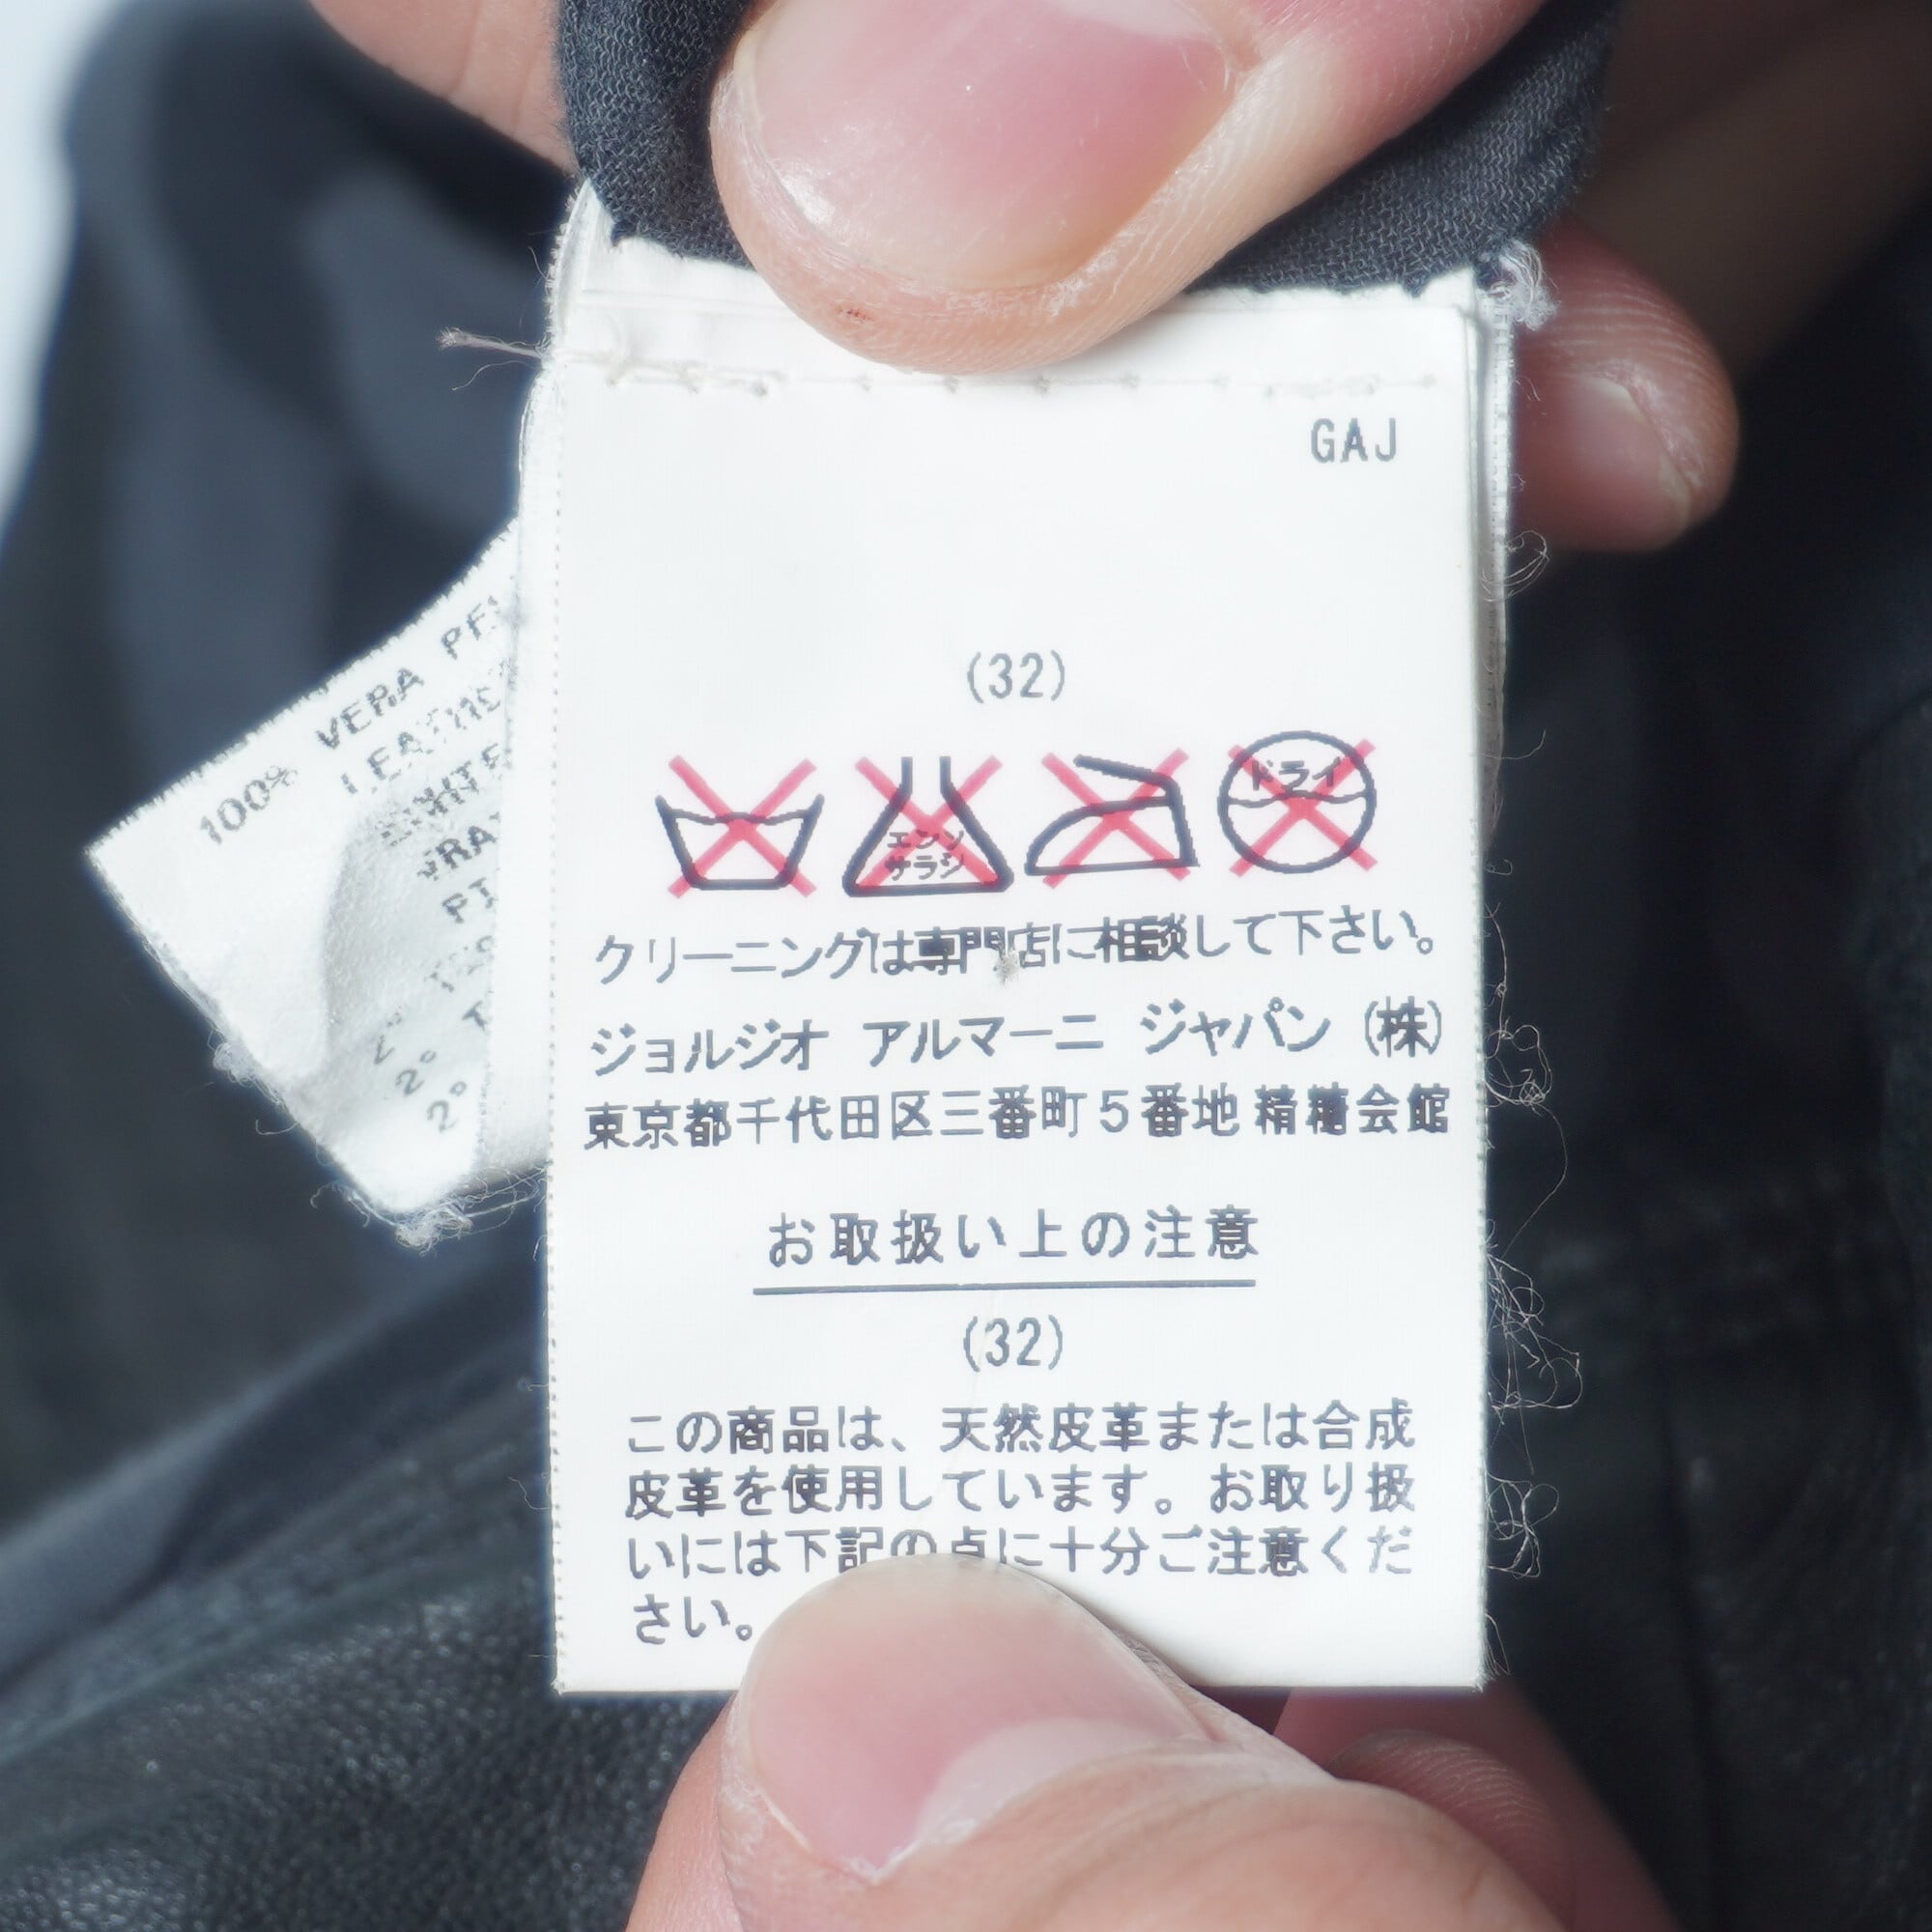 GAJ
(32)
エンソ
サラシ
ドライ
クリーニングは専門店に相談して下さい。
ジョルジオ アルマーニ ジャパン (株)
東京都千代田区三番町5番地 精糖会館
お取扱い上の注意
(32)
この商品は、天然皮革または合成
皮革を使用しています。お取り扱
いには下記の点に十分ご注意くだ
さい。
100% VERA
2°
2°